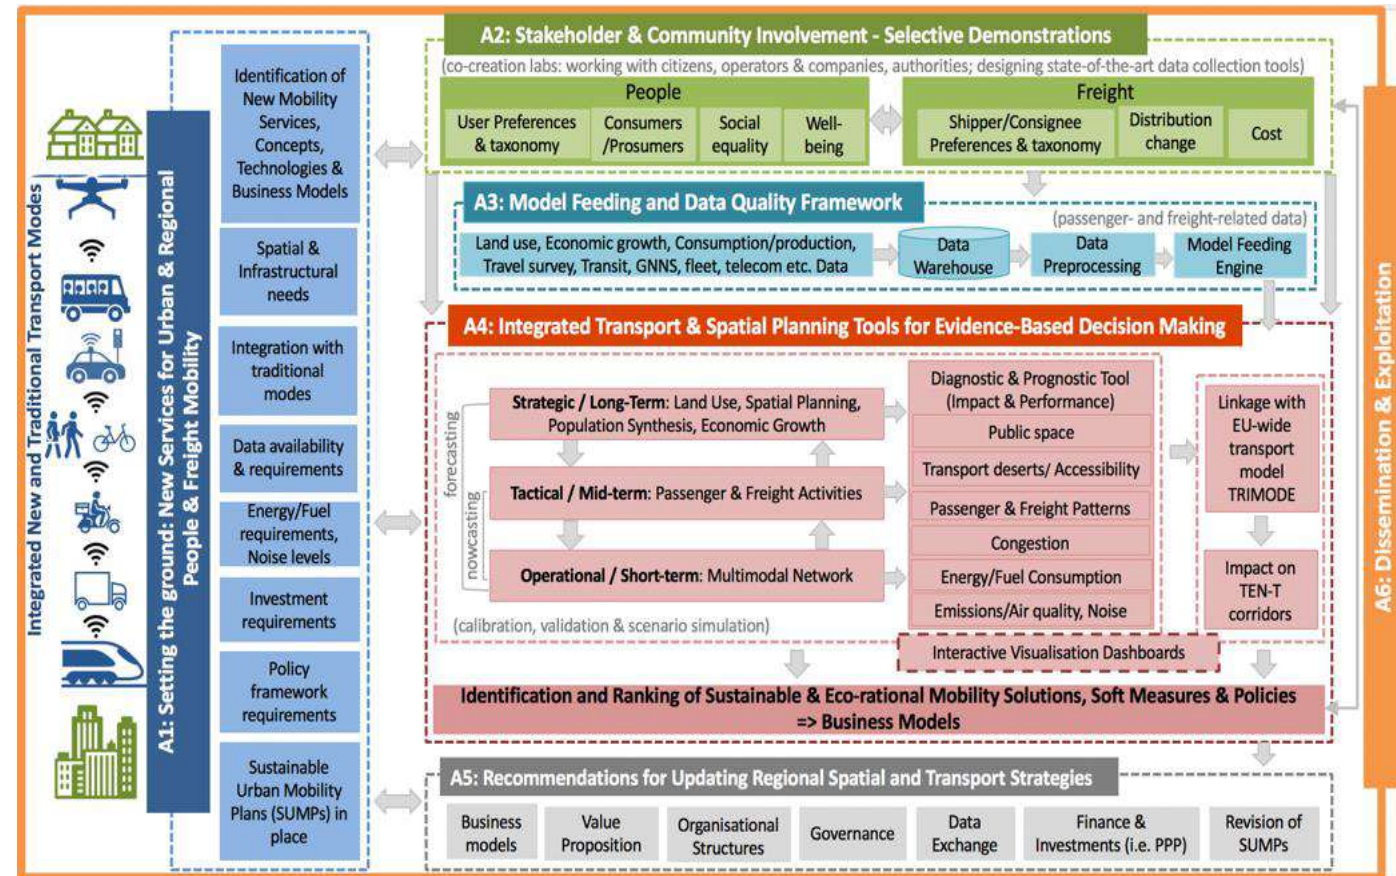 Integrated New and Traditional Transport Modes
A1: Setting the ground: New Services for Urban & Regional
People & Freight Mobility
Identification of
New Mobility
Services,
Concepts,
Technologies &
Business Models
Spatial &
Infrastructural
needs
Integration with
traditional
modes
Data availability
& requirements
Energy/Fuel
requirements,
Noise levels
Investment
requirements
Policy
framework
requirements
Sustainable
Urban Mobility
Plans (SUMPs) in
place
A2: Stakeholder & Community Involvement - Selective Demonstrations
(co-creation labs: working with citizens, operators & companies, authorities; designing state-of-the-art data collection tools)
People
User Preferences
& taxonomy
Consumers
/Prosumers
Social
equality
Well-
being
Freight
Shipper/Consignee
Preferences & taxonomy
Distribution
change
Cost
A3: Model Feeding and Data Quality Framework
(passenger- and freight-related data)
Land use, Economic growth, Consumption/production,
Travel survey, Transit, GNNS, fleet, telecom etc. Data
Data
Warehouse
Data
Preprocessing
Model Feeding
Engine
A4: Integrated Transport & Spatial Planning Tools for Evidence-Based Decision Making
forecasting
nowcasting
Strategic / Long-Term: Land Use, Spatial Planning,
Population Synthesis, Economic Growth
Tactical / Mid-term: Passenger & Freight Activities
Operational / Short-term: Multimodal Network
(calibration, validation & scenario simulation)
Diagnostic & Prognostic Tool
(Impact & Performance)
Public space
Transport deserts/ Accessibility
Passenger & Freight Patterns
Congestion
Energy/Fuel Consumption
Emissions/Air quality, Noise
Interactive Visualisation Dashboards
Linkage with
EU-wide
transport
model
TRIMODE
Impact on
TEN-T
corridors
Identification and Ranking of Sustainable & Eco-rational Mobility Solutions, Soft Measures & Policies
=> Business Models
A5: Recommendations for Updating Regional Spatial and Transport Strategies
Business
models
Value
Proposition
Organisational
Structures
Governance
Data
Exchange
Finance &
Investments (i.e. PPP)
Revision of
SUMPs
A6: Dissemination & Exploitation